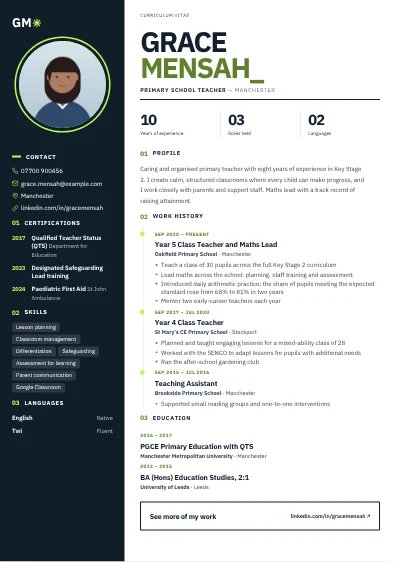 GM✳
CONTACT
07700 900456
grace.mensah@example.com
Manchester
linkedin.com/in/gracemensah
01 CERTIFICATIONS
2017 Qualified Teacher Status
(QTS) Department for
Education
2023 Designated Safeguarding
Lead training
2024 Paediatric First Aid St John
Ambulance
02 SKILLS
Lesson planning
Classroom management
Differentiation Safeguarding
Assessment for learning
Parent communication
Google Classroom
03 LANGUAGES
English Native
Twi Fluent
CURRICULUM VITAE
GRACE
MENSAH_
PRIMARY SCHOOL TEACHER — MANCHESTER
10 03 02
Years of experience Roles held Languages
01 PROFILE
Caring and organised primary teacher with eight years of experience in Key Stage
2. I create calm, structured classrooms where every child can make progress, and
I work closely with parents and support staff. Maths lead with a track record of
raising attainment.
02 WORK HISTORY
SEP 2020 – PRESENT
Year 5 Class Teacher and Maths Lead
Oakfield Primary School · Manchester
• Teach a class of 30 pupils across the full Key Stage 2 curriculum
• Lead maths across the school: planning, staff training and assessment
• Introduced daily arithmetic practice; the share of pupils meeting the expected
standard rose from 68% to 81% in two years
• Mentor two early-career teachers each year
SEP 2017 – JUL 2020
Year 4 Class Teacher
St Mary's CE Primary School · Stockport
• Planned and taught engaging lessons for a mixed-ability class of 28
• Worked with the SENCO to adapt lessons for pupils with additional needs
• Ran the after-school gardening club
SEP 2015 – JUL 2016
Teaching Assistant
Brookside Primary School · Manchester
• Supported small reading groups and one-to-one interventions
03 EDUCATION
2016 – 2017
PGCE Primary Education with QTS
Manchester Metropolitan University · Manchester
2012 – 2015
BA (Hons) Education Studies, 2:1
University of Leeds · Leeds
See more of my work linkedin.com/in/gracemensah ↗